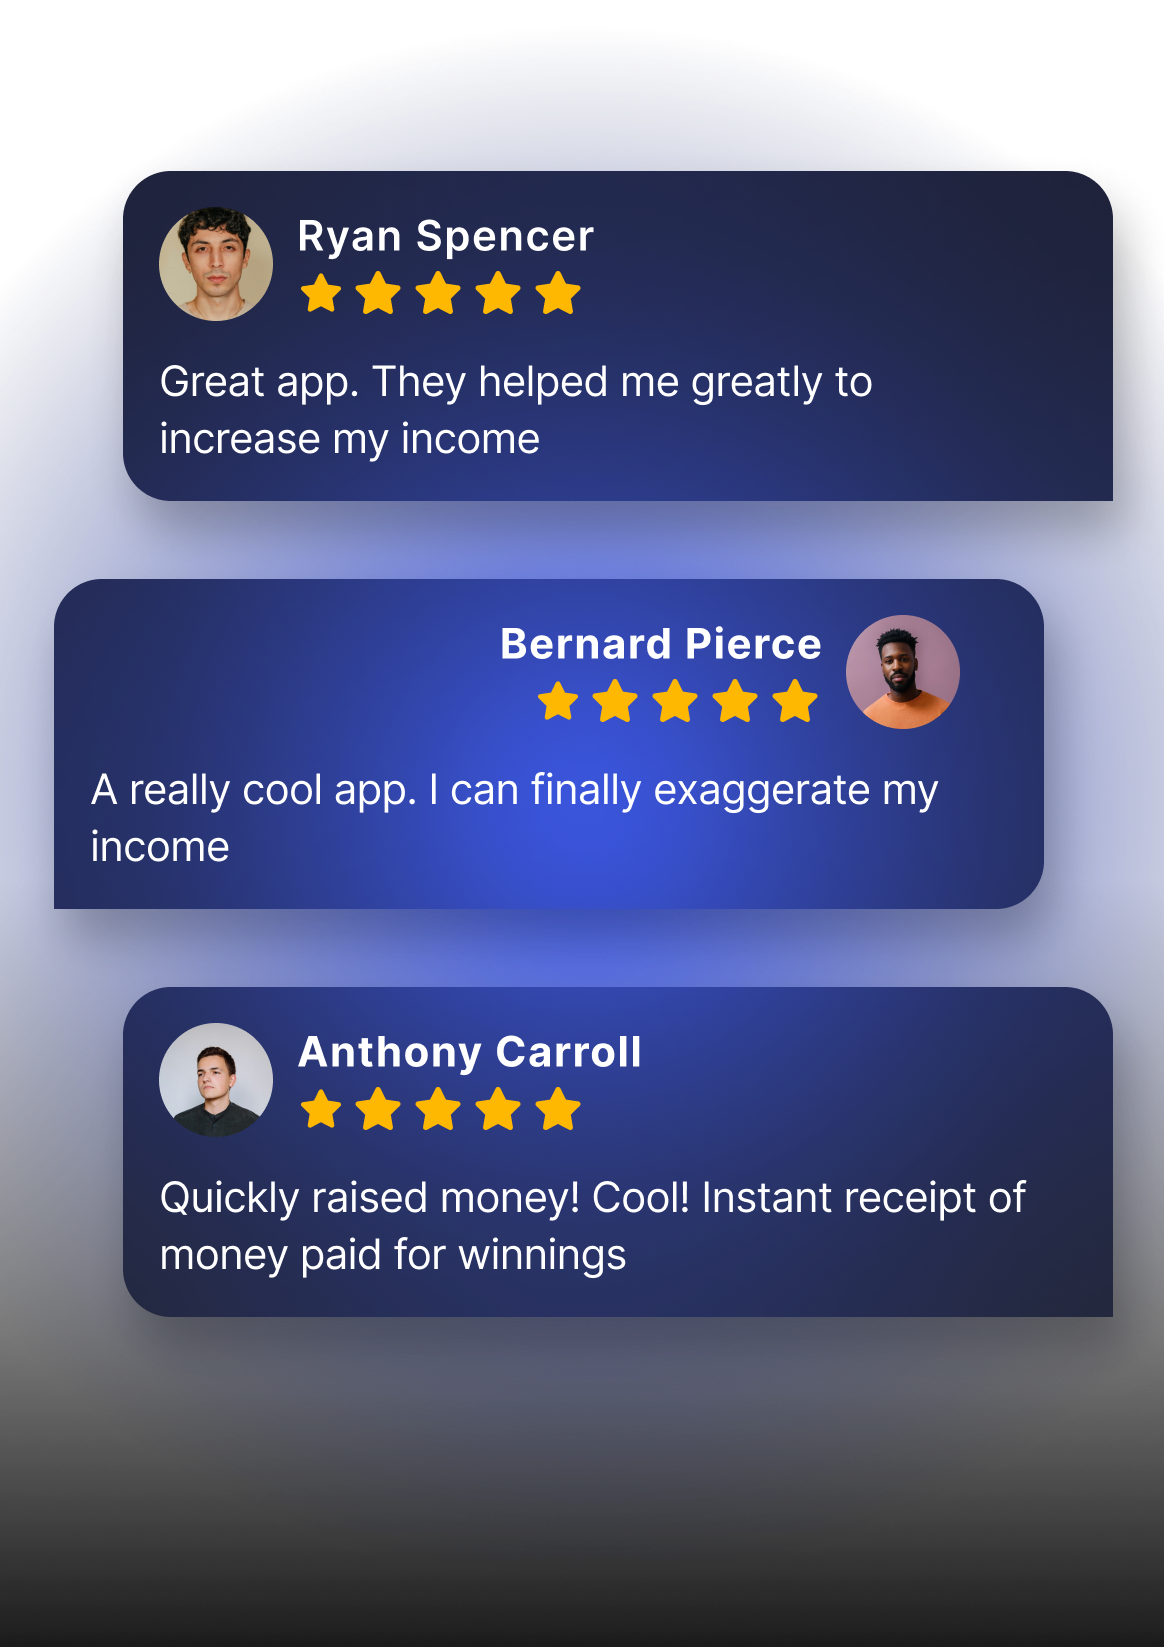 Ryan Spencer
Great app. They helped me greatly to
increase my income
Bernard Pierce
A really cool app. I can finally exaggerate my
income
Anthony Carroll
Quickly raised money! Cool! Instant receipt of
money paid for winnings